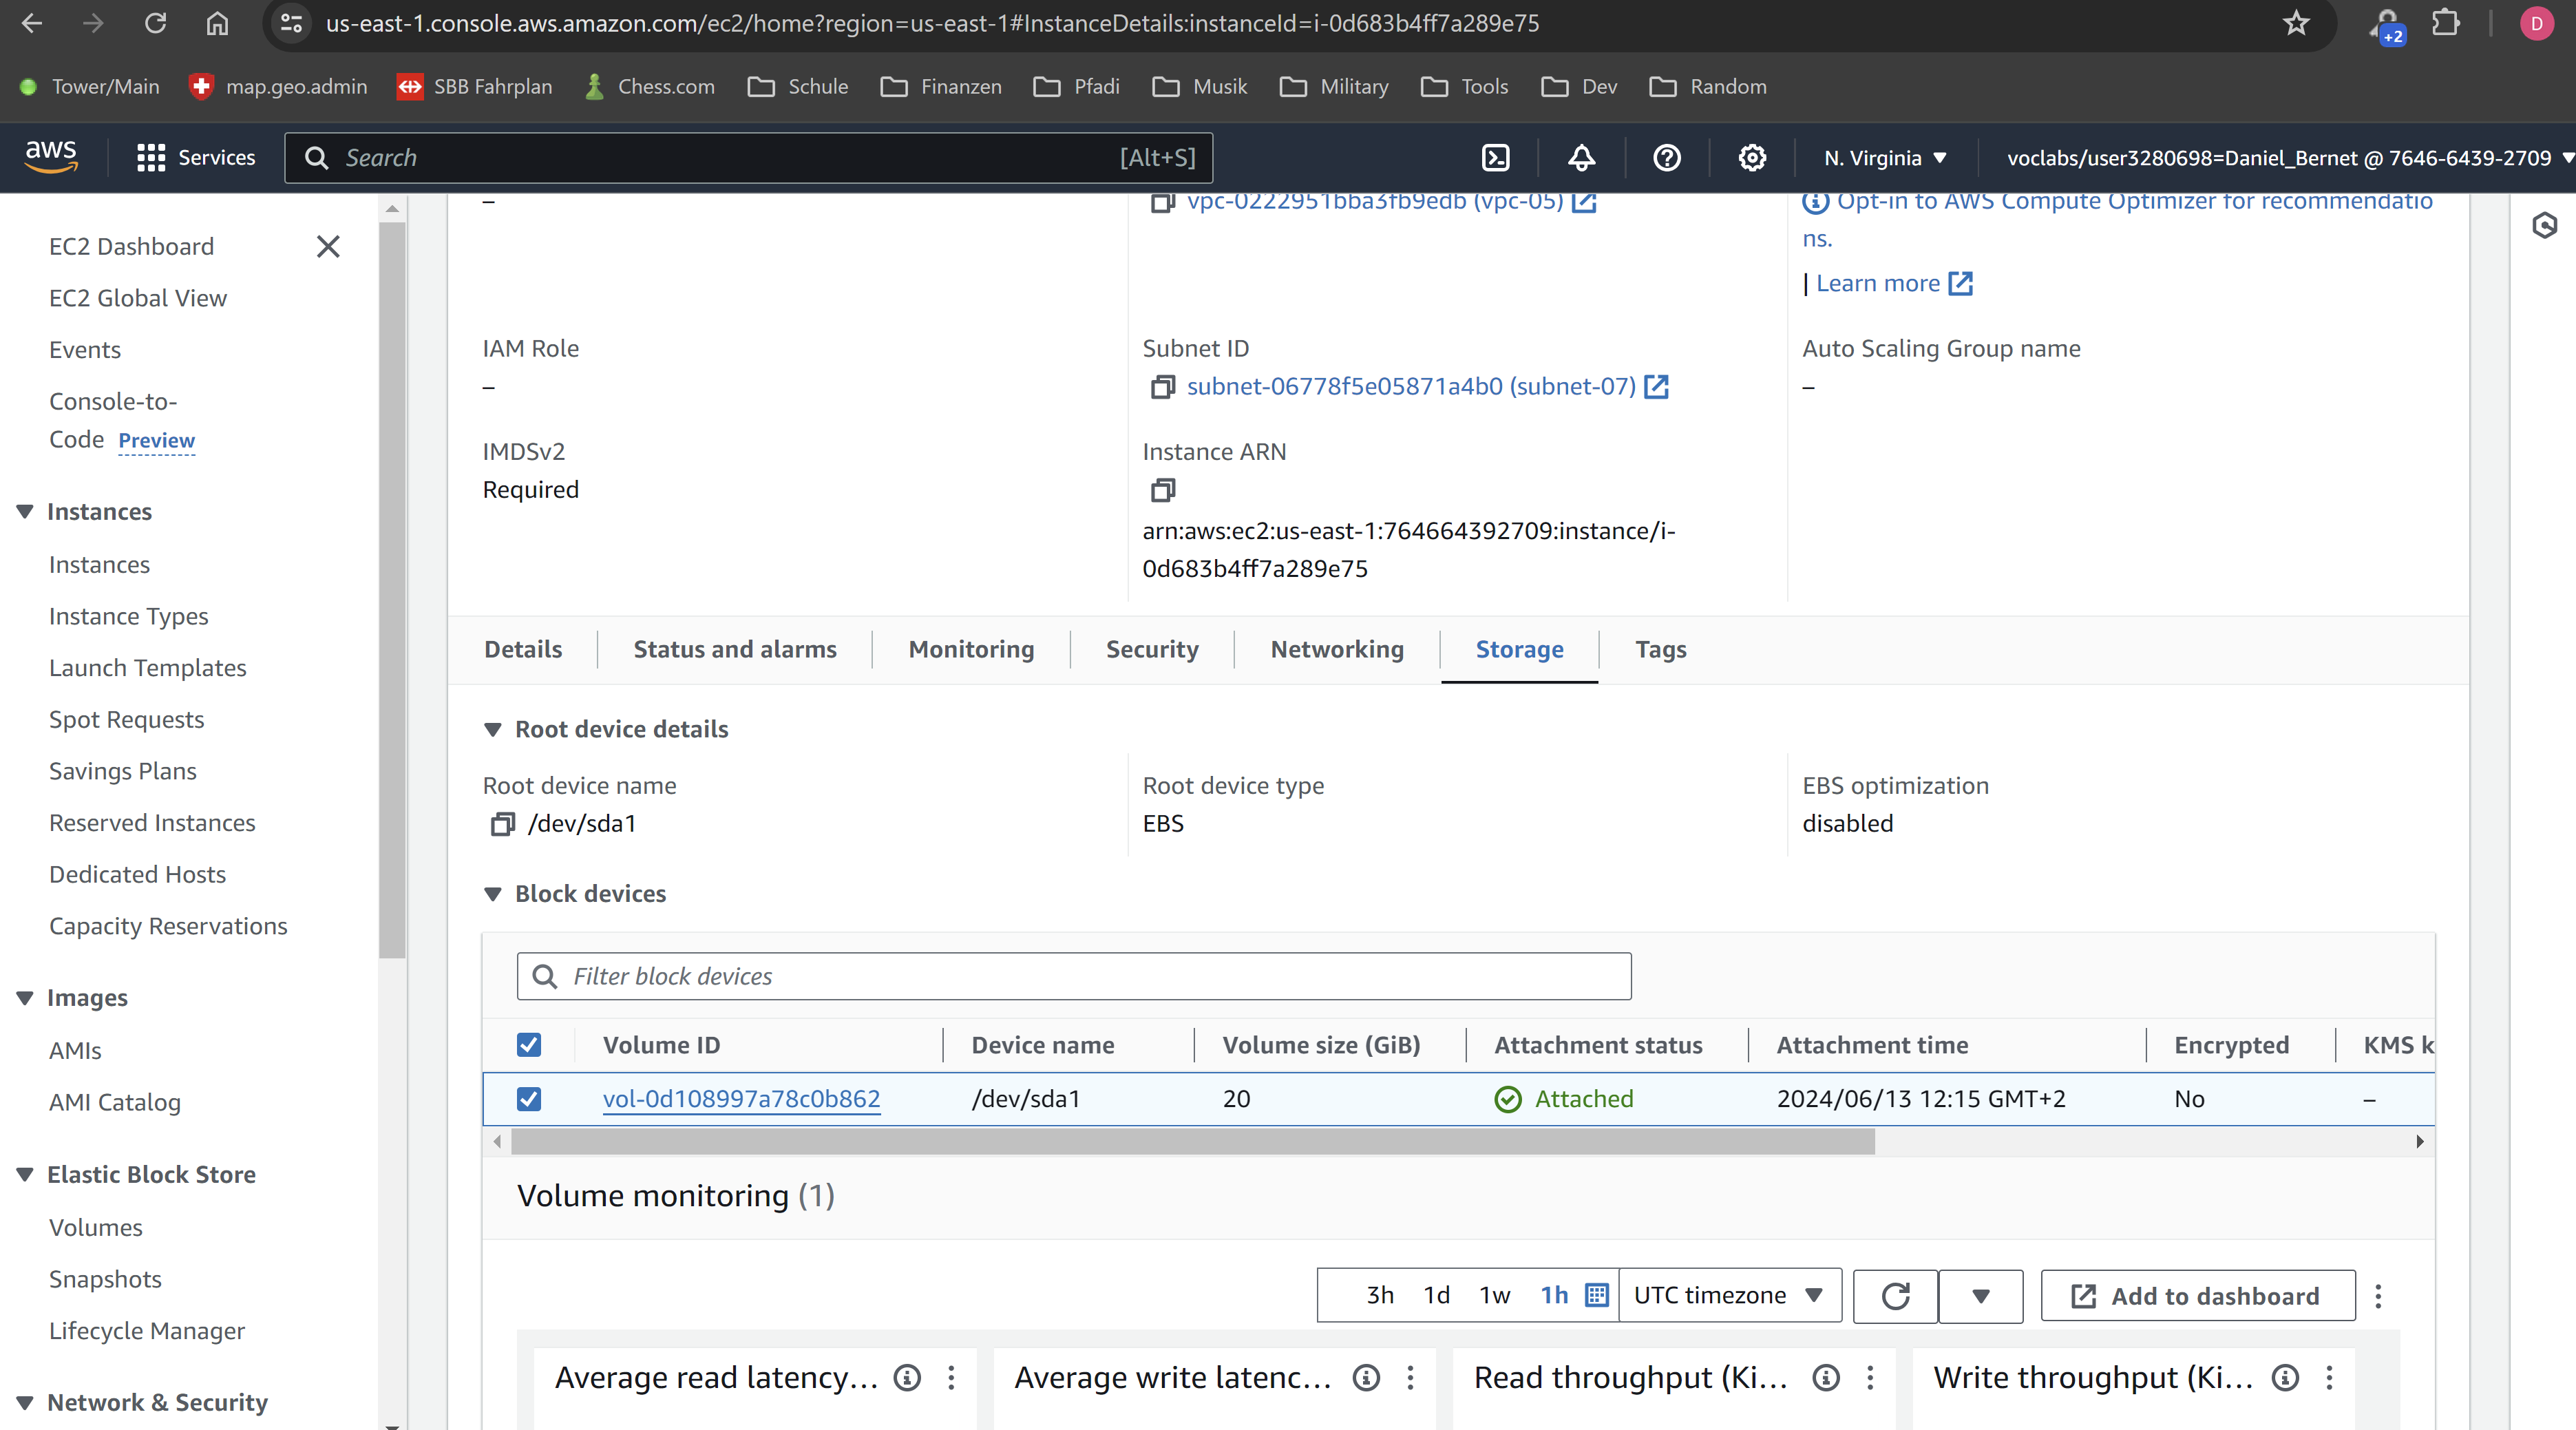 us-east-1.console.aws.amazon.com/ec2/home?region=us-east-1#InstanceDetails:instanceId=i-0d683b4ff7a289e75
+2
D
Tower/Main
map.geo.admin
SBB Fahrplan
Chess.com
Schule
Finanzen
Pfadi
Musik
Military
Tools
Dev
Random
aws
Services
Search
[Alt+S]
N. Virginia
voclabs/user3280698=Daniel_Bernet @ 7646-6439-2709
EC2 Dashboard
EC2 Global View
Events
Console-to-
Code Preview
Instances
Instances
Instance Types
Launch Templates
Spot Requests
Savings Plans
Reserved Instances
Dedicated Hosts
Capacity Reservations
Images
AMIs
AMI Catalog
Elastic Block Store
Volumes
Snapshots
Lifecycle Manager
Network & Security
–
vpc-0222951bba3fb9edb (vpc-05)
Opt-in to AWS Compute Optimizer for recommendatio
ns.
| Learn more
IAM Role
–
Subnet ID
subnet-06778f5e05871a4b0 (subnet-07)
Auto Scaling Group name
–
IMDSv2
Required
Instance ARN
arn:aws:ec2:us-east-1:764664392709:instance/i-
0d683b4ff7a289e75
Details
Status and alarms
Monitoring
Security
Networking
Storage
Tags
Root device details
Root device name
/dev/sda1
Root device type
EBS
EBS optimization
disabled
Block devices
Filter block devices
Volume ID
Device name
Volume size (GiB)
Attachment status
Attachment time
Encrypted
KMS k
vol-0d108997a78c0b862
/dev/sda1
20
Attached
2024/06/13 12:15 GMT+2
No
–
Volume monitoring (1)
3h
1d
1w
1h
UTC timezone
Add to dashboard
Average read latency...
Average write latenc...
Read throughput (Ki...
Write throughput (Ki...